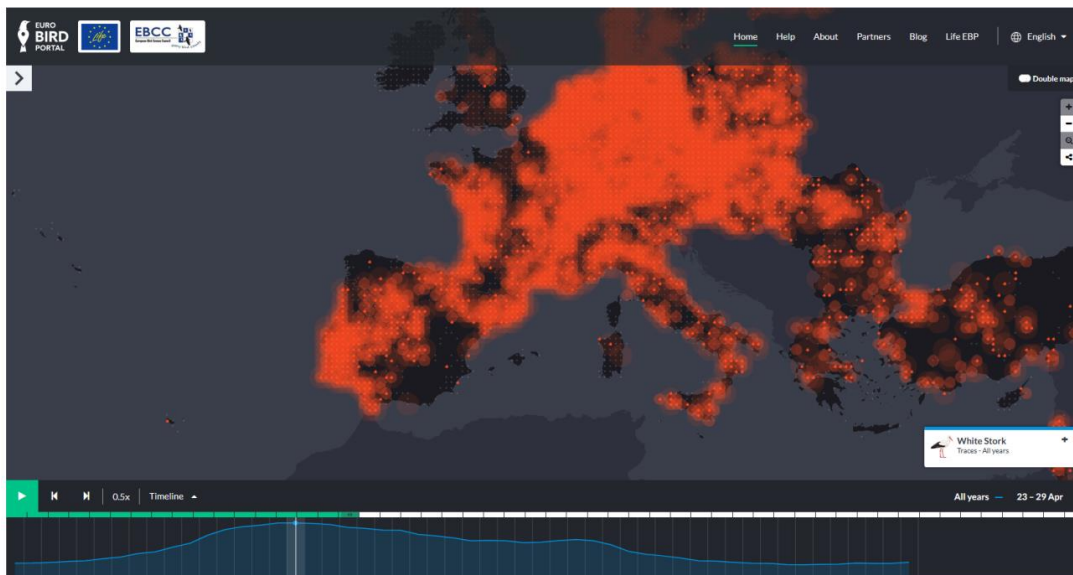 EURO
BIRD
PORTAL
EBCC
Home Help About Partners Blog Life EBP English
Double map
White Stork
Traces - All years
0.5x Timeline All years 23 – 29 Apr